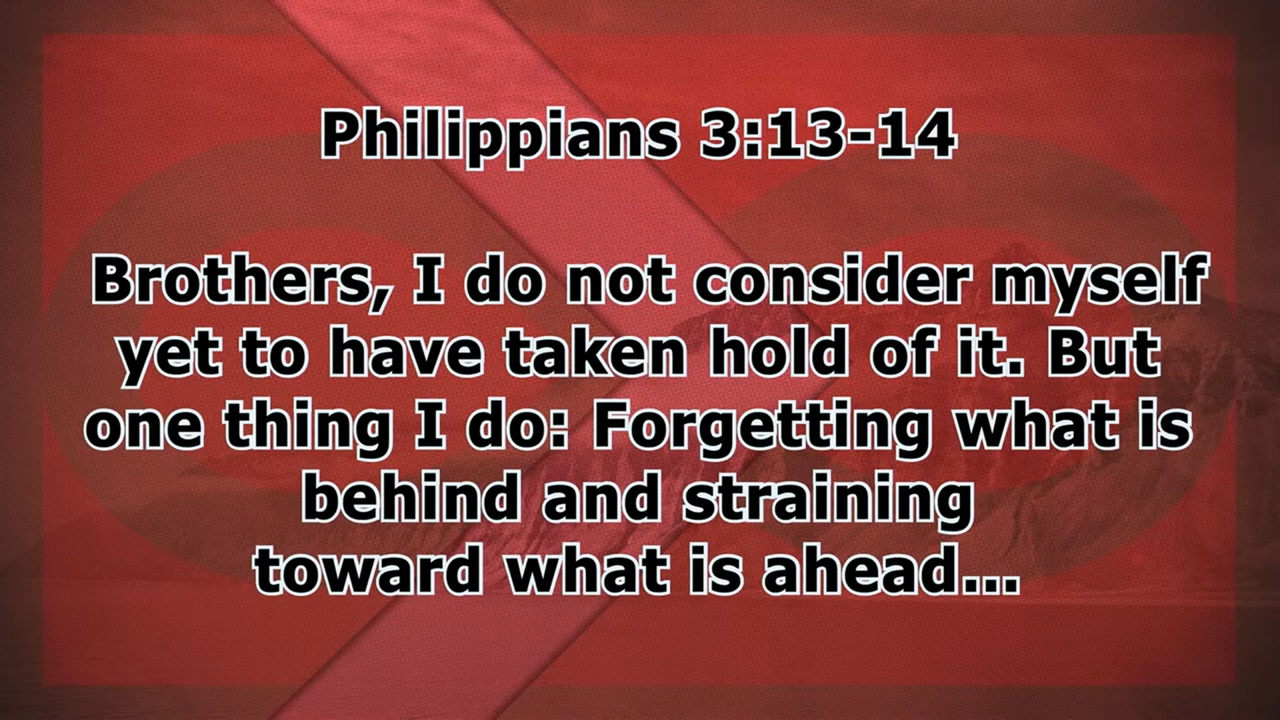 Philippians 3:13-14
Brothers, I do not consider myself
yet to have taken hold of it. But
one thing I do: Forgetting what is
behind and straining
toward what is ahead...